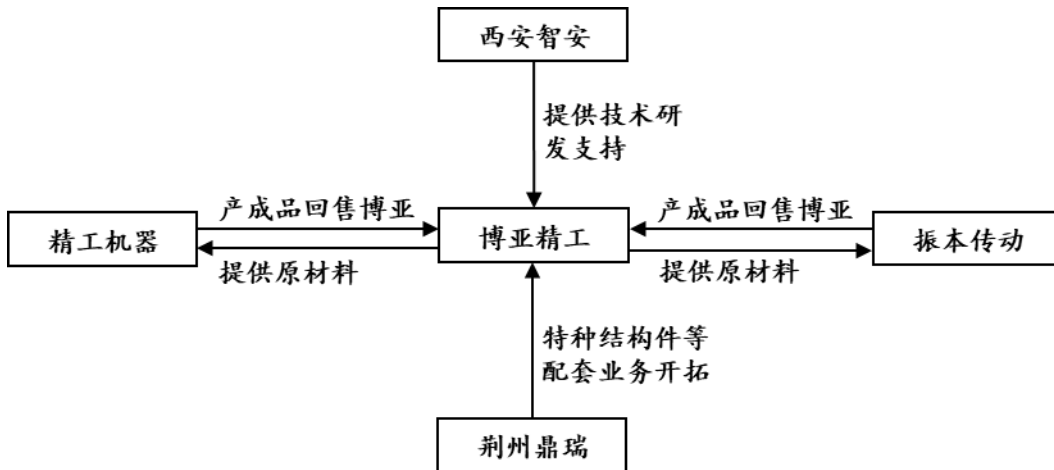 西安智安
提供技术研
发支持
产成品回售博亚
产成品回售博亚
精工机器
博亚精工
振本传动
提供原材料
提供原材料
特种结构件等
配套业务开拓
荆州鼎瑞